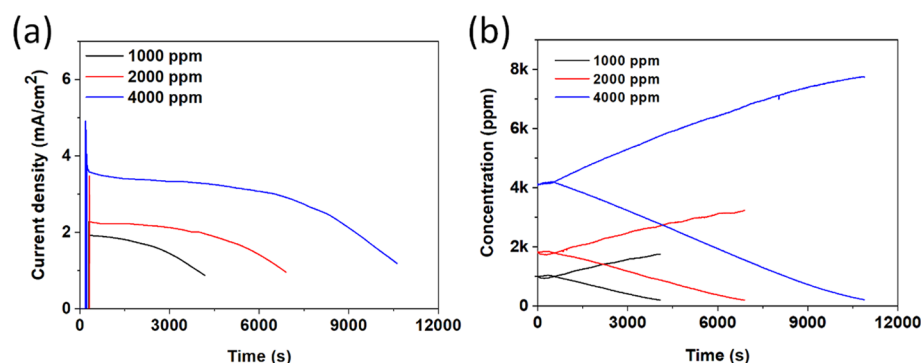 (a)
1000 ppm
2000 ppm
4000 ppm
Current density (mA/cm²)
6
4
2
0
0 3000 6000 9000 12000
Time (s)
(b)
1000 ppm
2000 ppm
4000 ppm
Concentration (ppm)
8k
6k
4k
2k
0
0 3000 6000 9000 12000
Time (s)